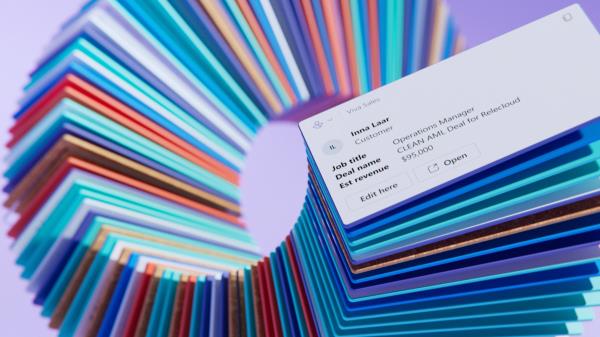 Viva Sales
IL
Inna Laar
Customer
Job title Operations Manager
Deal name CLEAN AML Deal for Relecloud
Est revenue $95,000
Edit here
Open